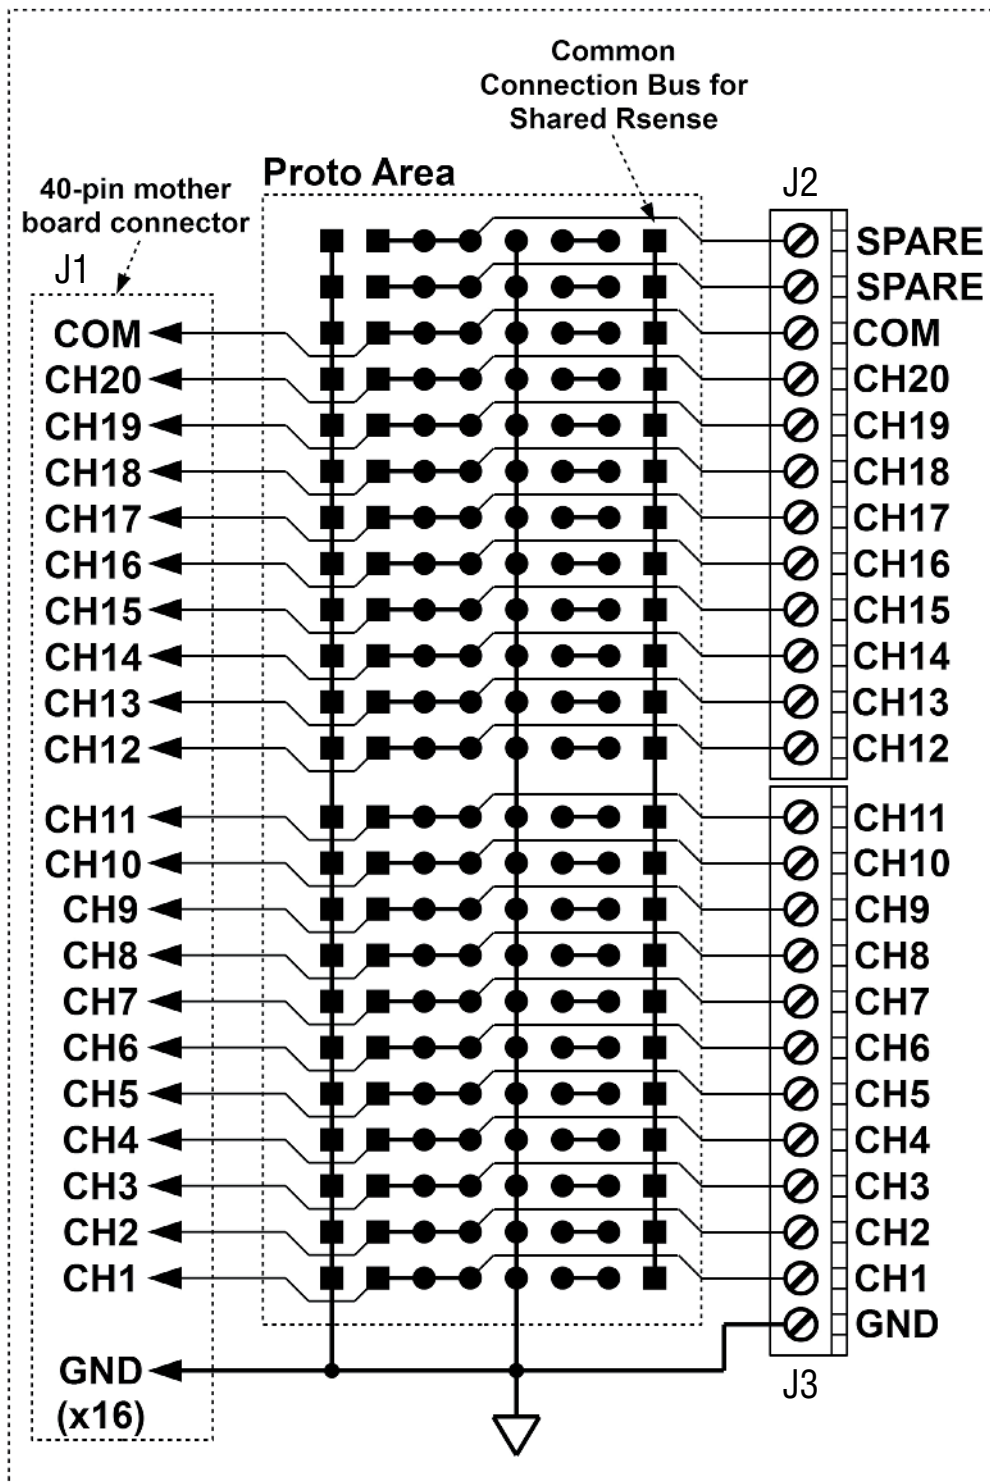 Common
Connection Bus for
Shared Rsense
Proto Area
40-pin mother
board connector
J1
J2
SPARE
SPARE
COM COM
CH20 CH20
CH19 CH19
CH18 CH18
CH17 CH17
CH16 CH16
CH15 CH15
CH14 CH14
CH13 CH13
CH12 CH12
CH11 CH11
CH10 CH10
CH9 CH9
CH8 CH8
CH7 CH7
CH6 CH6
CH5 CH5
CH4 CH4
CH3 CH3
CH2 CH2
CH1 CH1
GND
GND
(x16)
J3